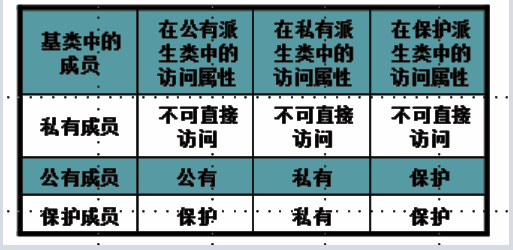 基类中的
成员
在公有派
生类中的
访问属性
在私有派
生类中的
访问属性
在保护派
生类中的
访问属性
私有成员
不可直接
访问
不可直接
访问
不可直接
访问
公有成员
公有
私有
保护
保护成员
保护
私有
保护